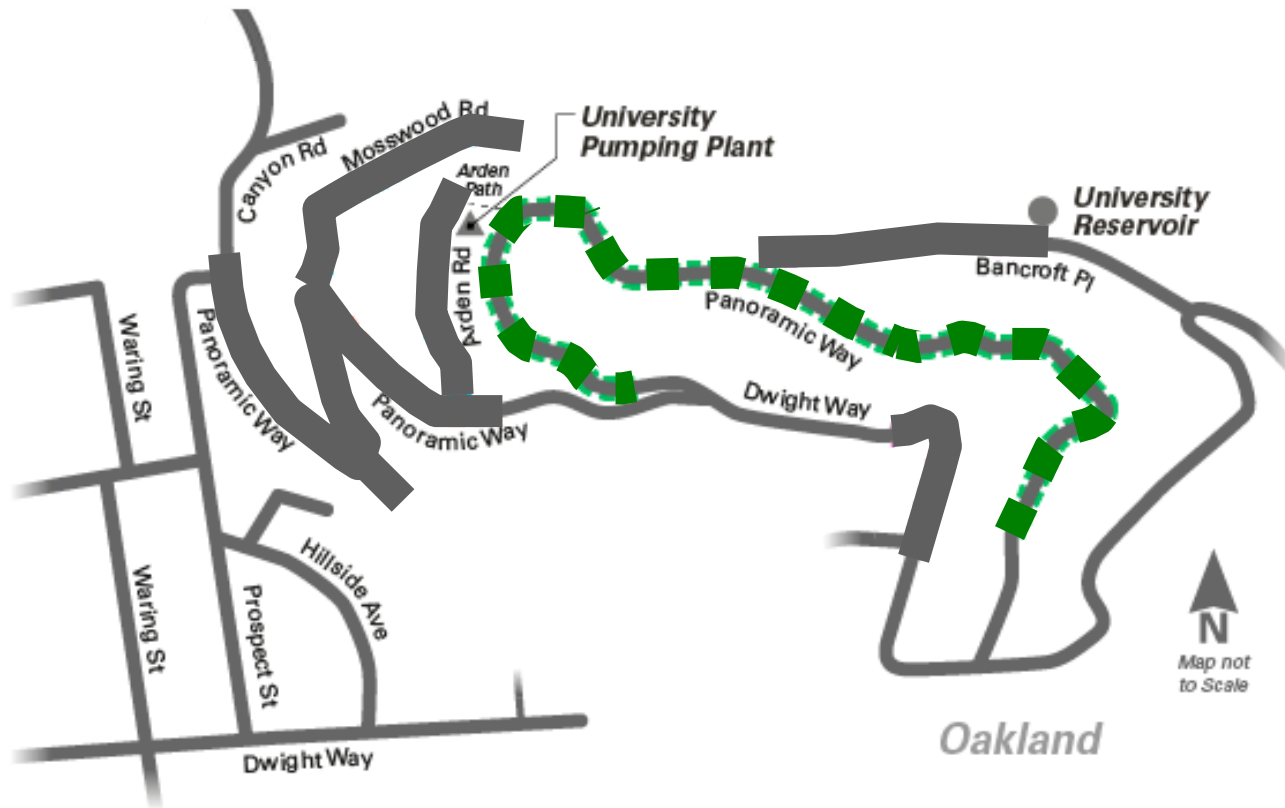 Mosswood Rd
University
Pumping Plant
Canyon Rd
Arden
Path
University
Reservoir
Arden Rd
Bancroft Pl
Panoramic Way
Waring St
Panoramic Way
Panoramic Way
Dwight Way
Hillside Ave
Waring St
Prospect St
N
Map not
to Scale
Oakland
Dwight Way